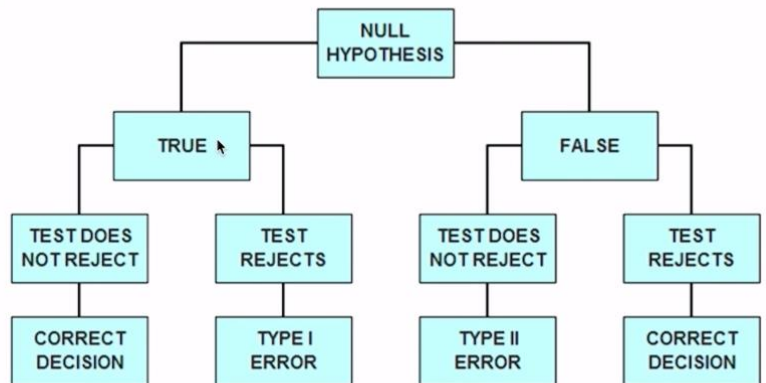 NULL
HYPOTHESIS
TRUE
FALSE
TEST DOES
NOT REJECT
TEST
REJECTS
TEST DOES
NOT REJECT
TEST
REJECTS
CORRECT
DECISION
TYPE I
ERROR
TYPE II
ERROR
CORRECT
DECISION